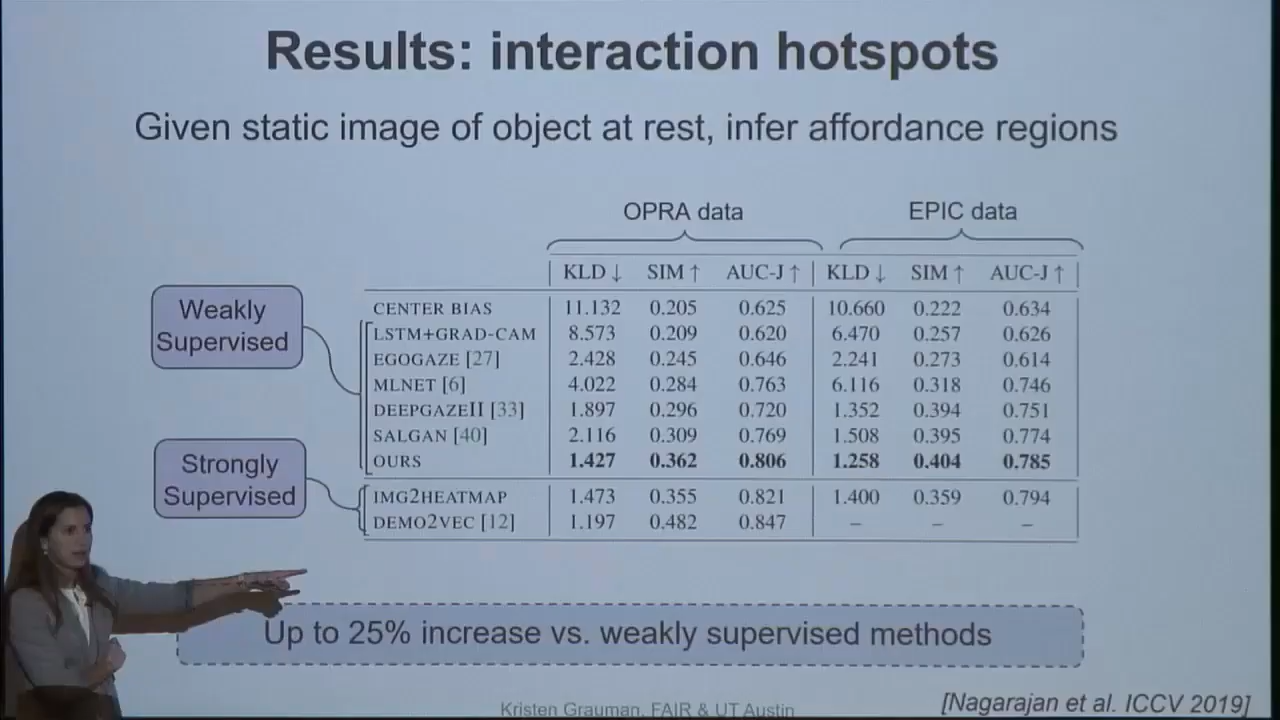 Results: interaction hotspots
Given static image of object at rest, infer affordance regions
OPRA data EPIC data
KLD ↓ SIM ↑ AUC-J ↑ KLD ↓ SIM ↑ AUC-J ↑
Weakly Supervised
CENTER BIAS 11.132 0.205 0.625 10.660 0.222 0.634
LSTM+GRAD-CAM 8.573 0.209 0.620 6.470 0.257 0.626
EGOGAZE [27] 2.428 0.245 0.646 2.241 0.273 0.614
MLNET [6] 4.022 0.284 0.763 6.116 0.318 0.746
DEEPGAZEII [33] 1.897 0.296 0.720 1.352 0.394 0.751
SALGAN [40] 2.116 0.309 0.769 1.508 0.395 0.774
OURS 1.427 0.362 0.806 1.258 0.404 0.785
Strongly Supervised
IMG2HEATMAP 1.473 0.355 0.821 1.400 0.359 0.794
DEMO2VEC [12] 1.197 0.482 0.847 – – –
Up to 25% increase vs. weakly supervised methods
Kristen Grauman, FAIR & UT Austin
[Nagarajan et al. ICCV 2019]